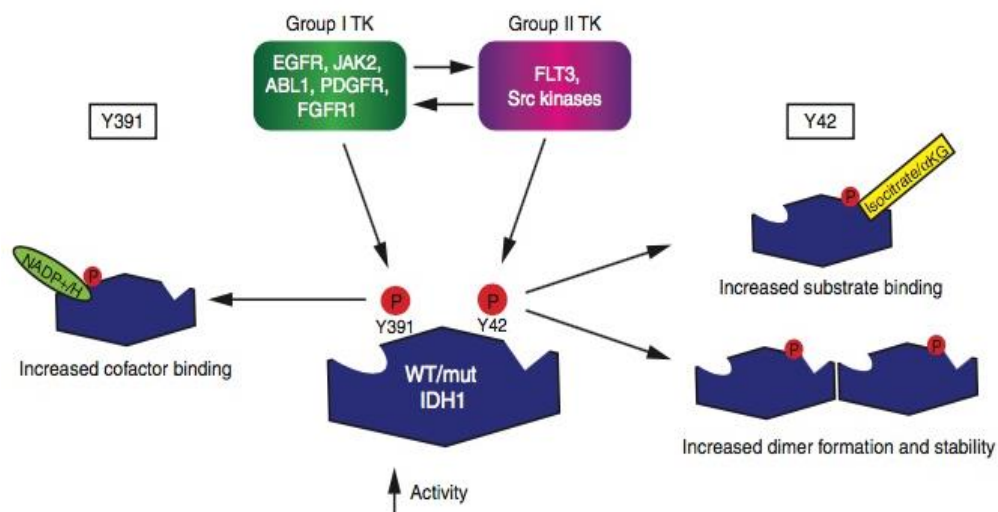 Group I TK
Group II TK
EGFR, JAK2,
ABL1, PDGFR,
FGFR1
FLT3,
Src kinases
Y391
Y42
NADP+/H
P
Increased cofactor binding
P
Y391
P
Y42
WT/mut
IDH1
Activity
P
Isocitrate/αKG
Increased substrate binding
P
P
Increased dimer formation and stability